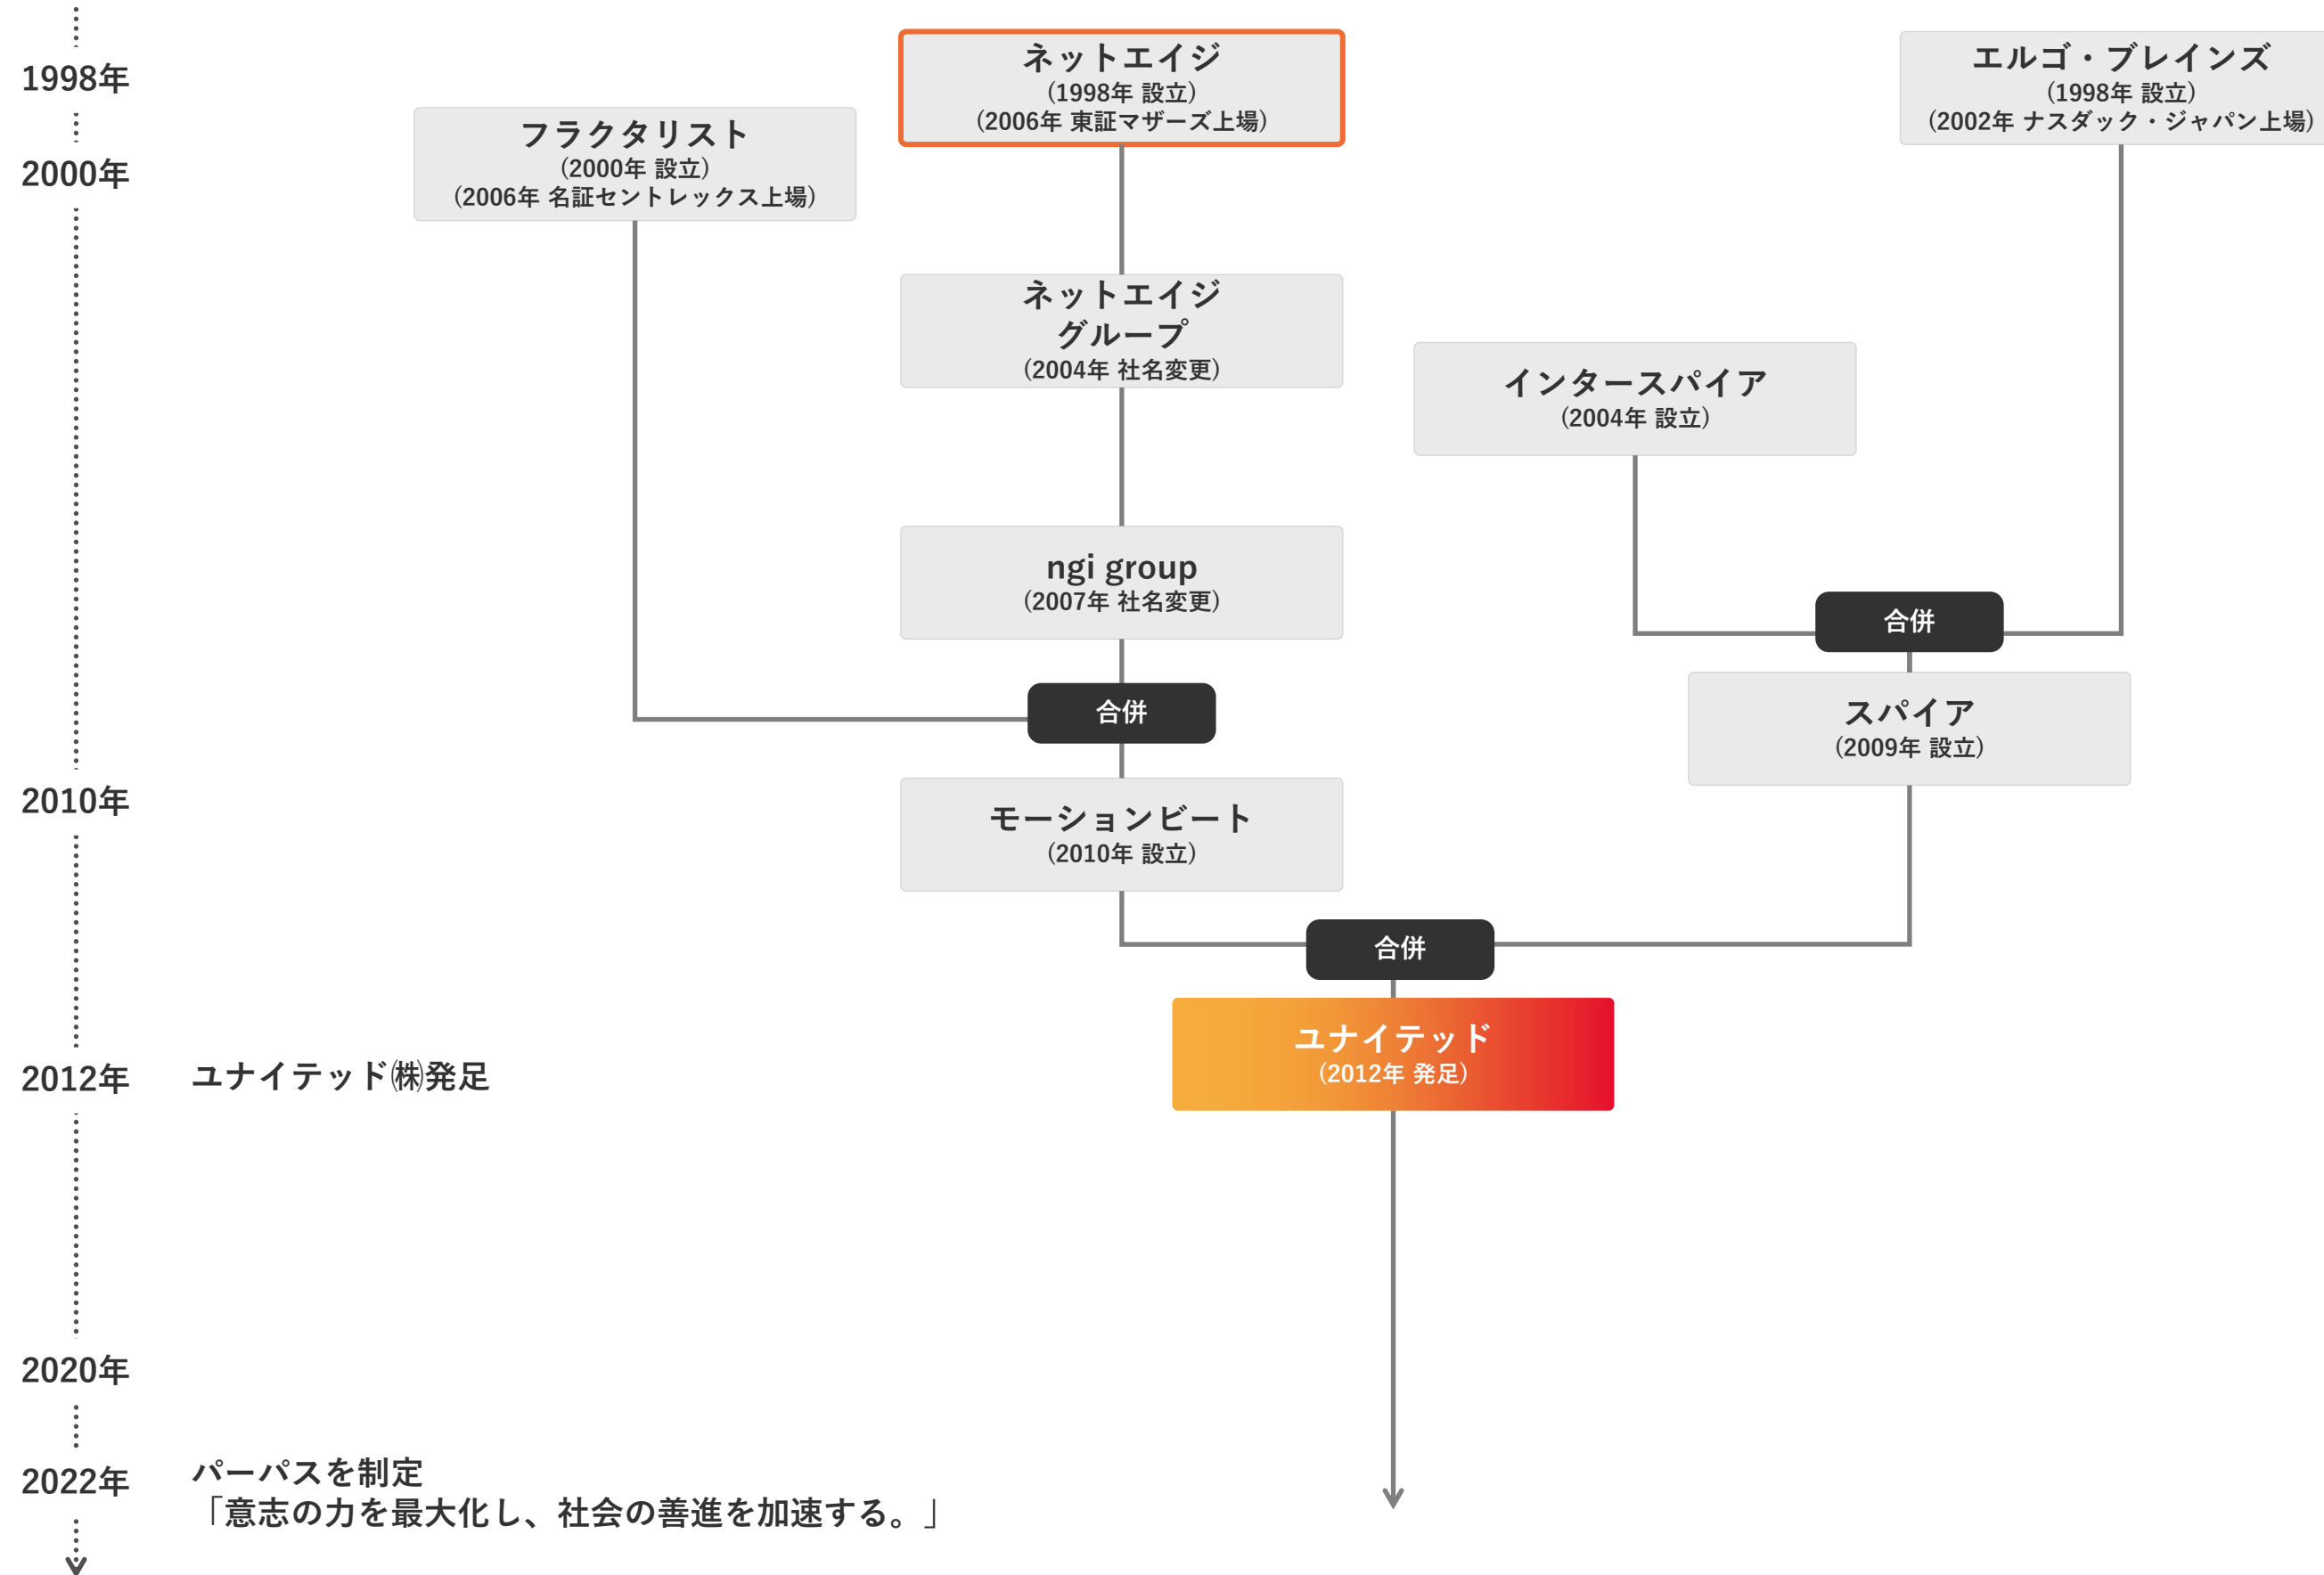 1998年
ネットエイジ
(1998年 設立)
(2006年 東証マザーズ上場)
エルゴ・ブレインズ
(1998年 設立)
(2002年 ナスダック・ジャパン上場)
2000年
フラクタリスト
(2000年 設立)
(2006年 名証セントレックス上場)
ネットエイジ
グループ
(2004年 社名変更)
インタースパイア
(2004年 設立)
ngi group
(2007年 社名変更)
合併
合併
スパイア
(2009年 設立)
2010年
モーションビート
(2010年 設立)
合併
2012年
ユナイテッド㈱発足
ユナイテッド
(2012年 発足)
2020年
2022年
パーパスを制定
「意志の力を最大化し、社会の善進を加速する。」